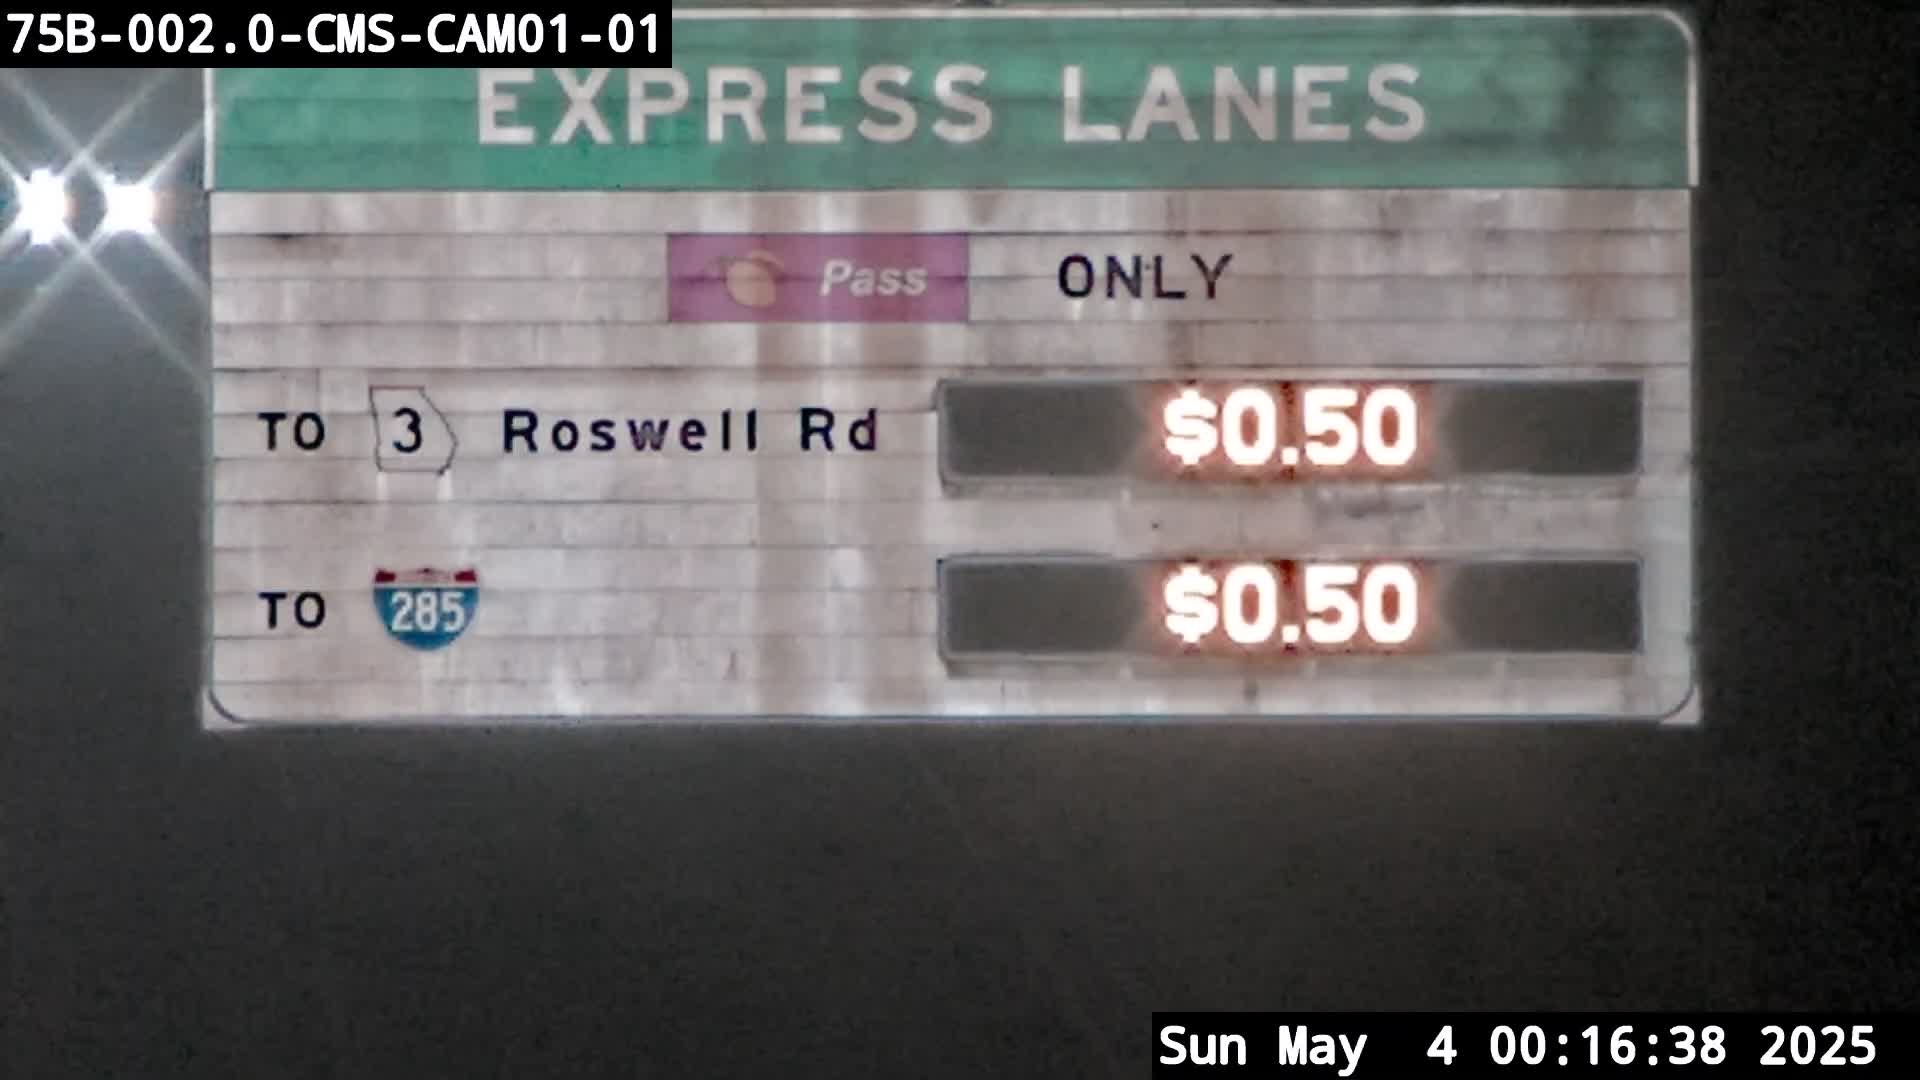 75B-002.0-CMS-CAM01-01
EXPRESS LANES
Pass ONLY
TO 3 Roswell Rd $0.50
TO 285 $0.50
Sun May 4 00:16:38 2025